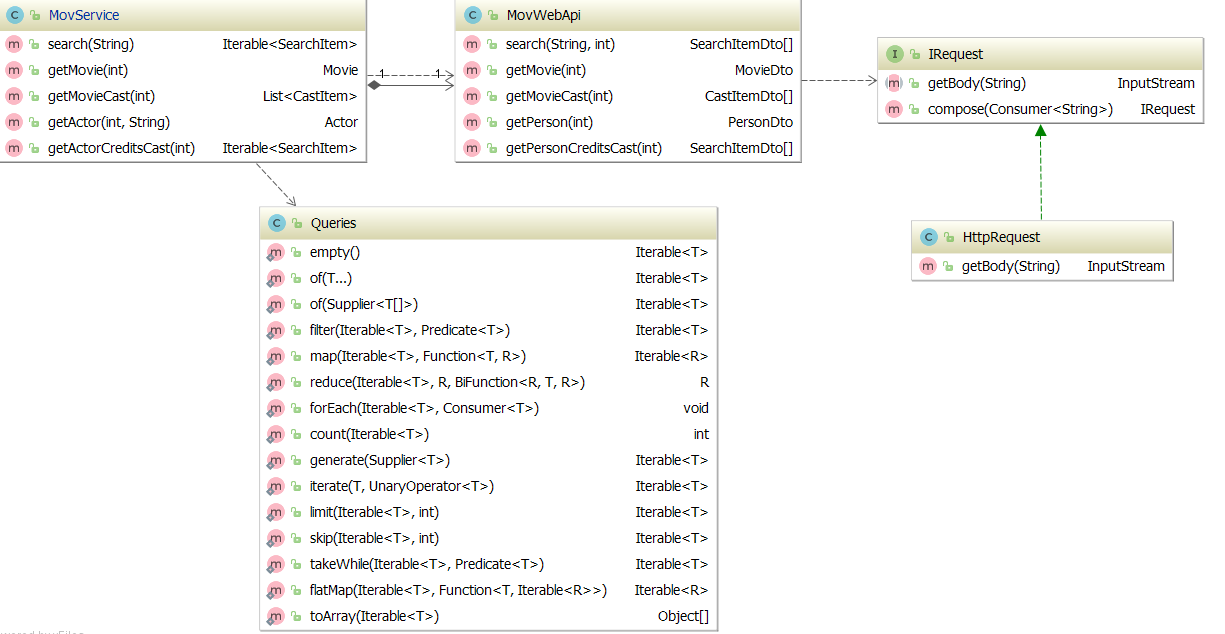 MovService
search(String) Iterable<SearchItem>
getMovie(int) Movie
getMovieCast(int) List<CastItem>
getActor(int, String) Actor
getActorCreditsCast(int) Iterable<SearchItem>
1 1
MovWebApi
search(String, int) SearchItemDto[]
getMovie(int) MovieDto
getMovieCast(int) CastItemDto[]
getPerson(int) PersonDto
getPersonCreditsCast(int) SearchItemDto[]
IRequest
getBody(String) InputStream
compose(Consumer<String>) IRequest
HttpRequest
getBody(String) InputStream
Queries
empty() Iterable<T>
of(T...) Iterable<T>
of(Supplier<T[]>) Iterable<T>
filter(Iterable<T>, Predicate<T>) Iterable<T>
map(Iterable<T>, Function<T, R>) Iterable<R>
reduce(Iterable<T>, R, BiFunction<R, T, R>) R
forEach(Iterable<T>, Consumer<T>) void
count(Iterable<T>) int
generate(Supplier<T>) Iterable<T>
iterate(T, UnaryOperator<T>) Iterable<T>
limit(Iterable<T>, int) Iterable<T>
skip(Iterable<T>, int) Iterable<T>
takeWhile(Iterable<T>, Predicate<T>) Iterable<T>
flatMap(Iterable<T>, Function<T, Iterable<R>>) Iterable<R>
toArray(Iterable<T>) Object[]